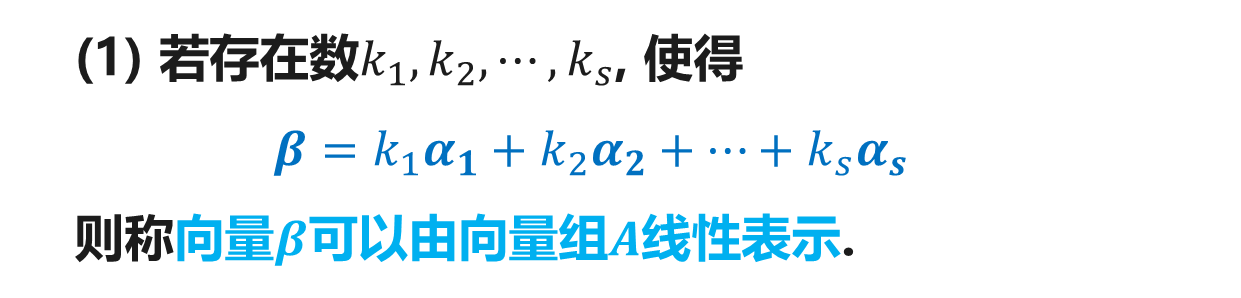 (1) 若存在数k₁, k₂, ⋯, kₛ, 使得
β = k₁α₁ + k₂α₂ + ⋯ + kₛαₛ
则称向量β可以由向量组A线性表示.